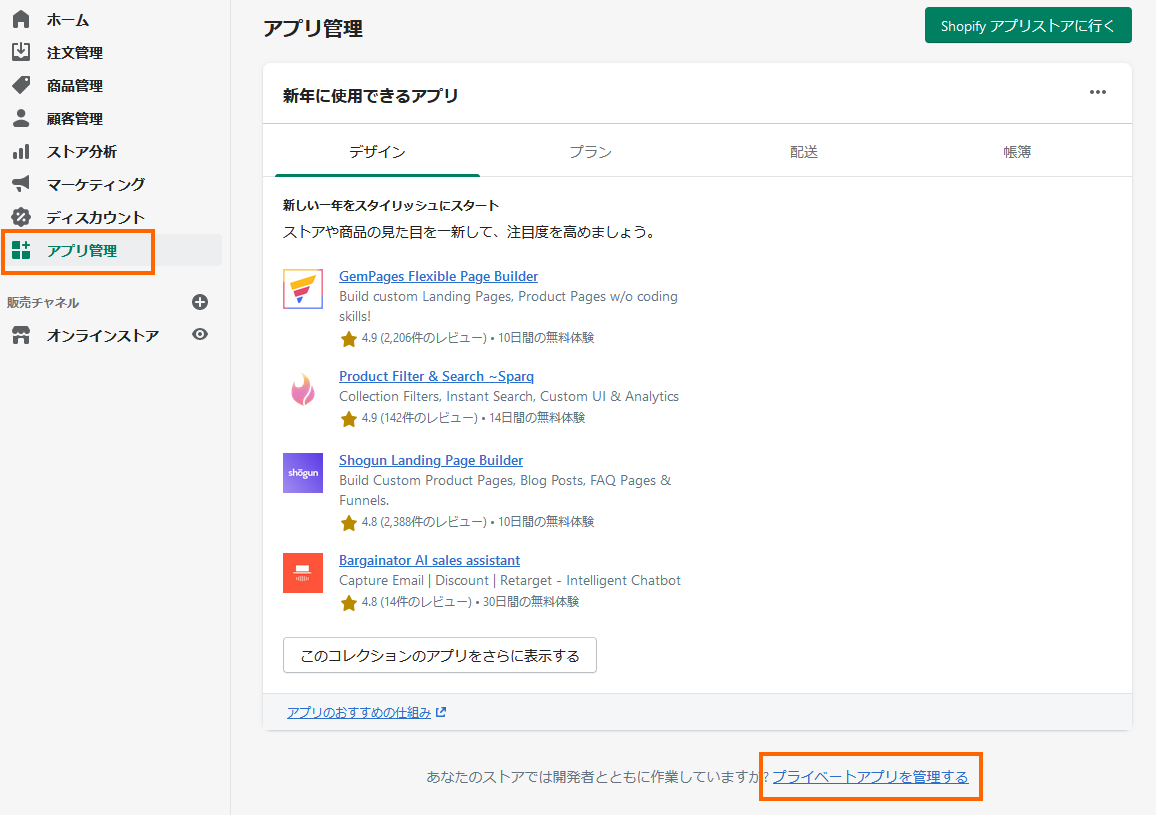 ホーム
注文管理
商品管理
顧客管理
ストア分析
マーケティング
ディスカウント
アプリ管理
販売チャネル
オンラインストア
アプリ管理
Shopify アプリストアに行く
新年に使用できるアプリ
デザイン
プラン
配送
帳簿
新しい一年をスタイリッシュにスタート
ストアや商品の見た目を一新して、注目度を高めましょう。
GemPages Flexible Page Builder
Build custom Landing Pages, Product Pages w/o coding
skills!
4.9 (2,206件のレビュー) • 10日間の無料体験
Product Filter & Search ~Sparq
Collection Filters, Instant Search, Custom UI & Analytics
4.9 (142件のレビュー) • 14日間の無料体験
shōgun
Shogun Landing Page Builder
Build Custom Product Pages, Blog Posts, FAQ Pages &
Funnels.
4.8 (2,388件のレビュー) • 10日間の無料体験
Bargainator AI sales assistant
Capture Email | Discount | Retarget - Intelligent Chatbot
4.8 (14件のレビュー) • 30日間の無料体験
このコレクションのアプリをさらに表示する
アプリのおすすめの仕組み
あなたのストアでは開発者とともに作業していますか? プライベートアプリを管理する